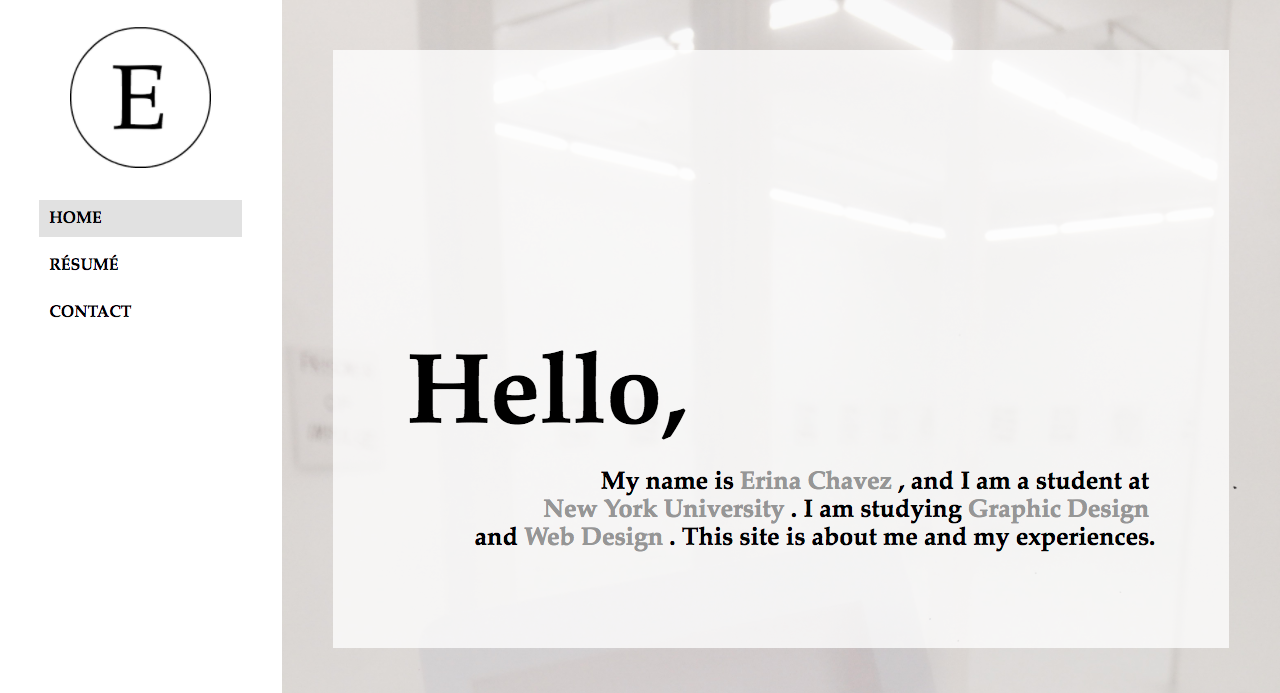 E
HOME
RÉSUMÉ
CONTACT
Hello,
My name is Erina Chavez , and I am a student at
New York University . I am studying Graphic Design
and Web Design . This site is about me and my experiences.